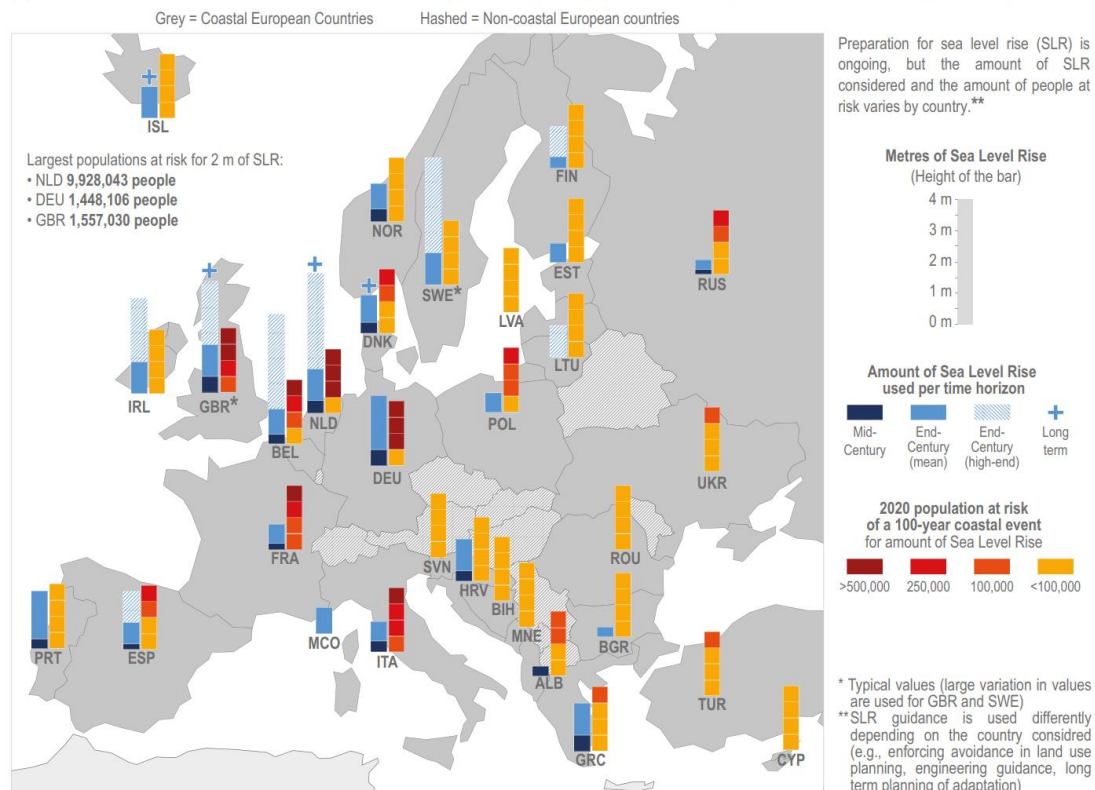 Grey = Coastal European Countries Hashed = Non-coastal European countries
Preparation for sea level rise (SLR) is
ongoing, but the amount of SLR
considered and the amount of people at
risk varies by country.**
Largest populations at risk for 2 m of SLR:
• NLD 9,928,043 people
• DEU 1,448,106 people
• GBR 1,557,030 people
ISL
FIN
NOR
SWE*
EST
RUS
LVA
DNK
LTU
IRL
GBR*
NLD
POL
BEL
DEU
UKR
FRA
SVN
HRV
BIH
ROU
MNE
BGR
PRT
ESP
MCO
ITA
ALB
TUR
GRC
CYP
Metres of Sea Level Rise
(Height of the bar)
4 m
3 m
2 m
1 m
0 m
Amount of Sea Level Rise
used per time horizon
+
Mid-
Century
End-
Century
(mean)
End-
Century
(high-end)
Long
term
2020 population at risk
of a 100-year coastal event
for amount of Sea Level Rise
>500,000 250,000 100,000 <100,000
* Typical values (large variation in values
are used for GBR and SWE)
**SLR guidance is used differently
depending on the country considred
(e.g., enforcing avoidance in land use
planning, engineering guidance, long
term planning of adaptation)